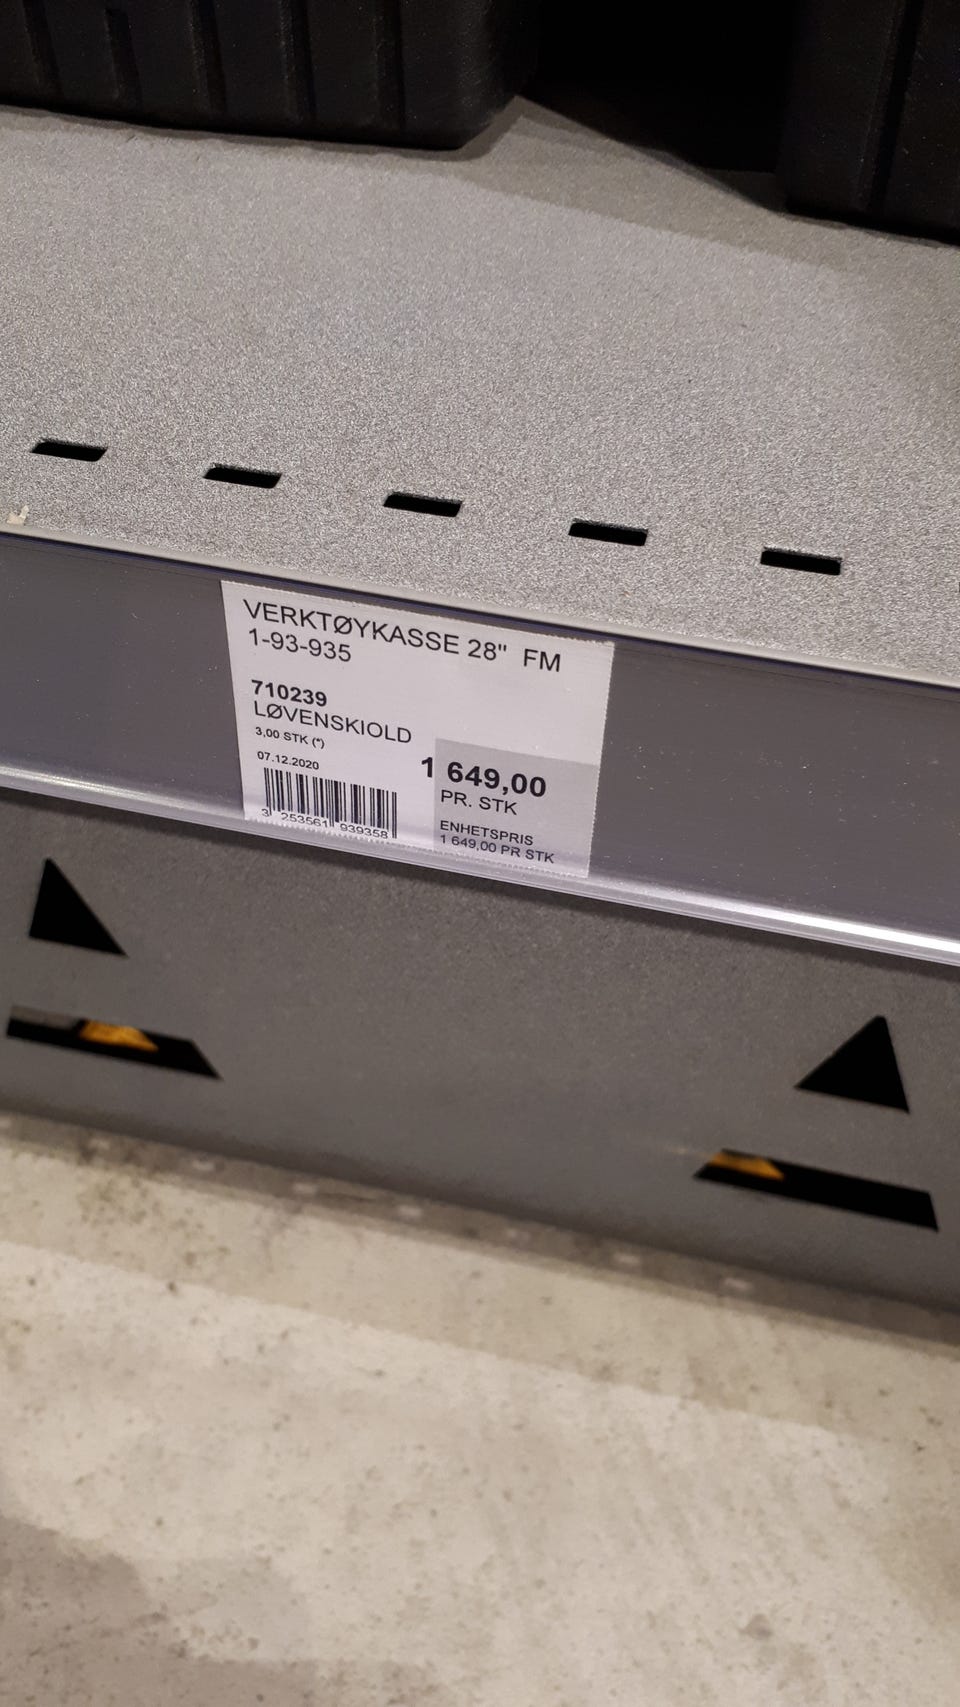 VERKTØYKASSE 28" FM
1-93-935
710239
LØVENSKIOLD
3,00 STK (*)
07.12.2020
3 253561 939358
1 649,00
PR. STK
ENHETSPRIS
1 649,00 PR STK